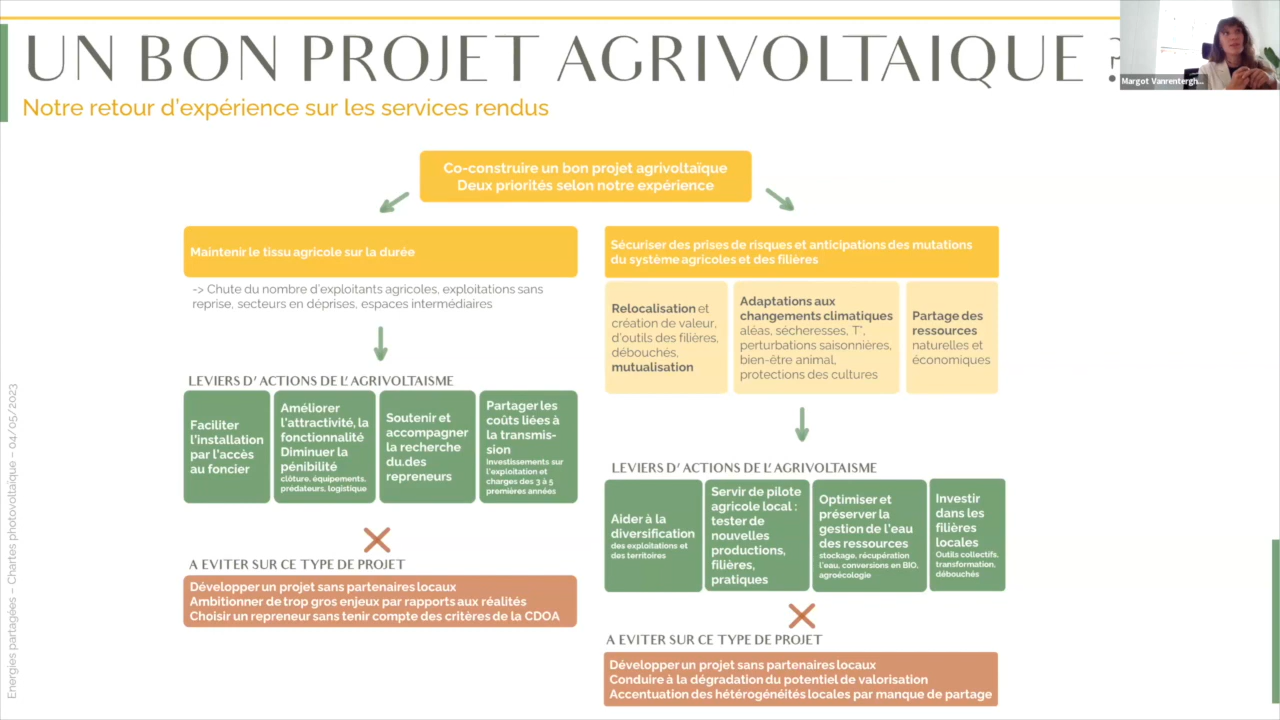 UN BON PROJET AGRIVOLTAIQUE ?
Margot Vanrentergh...
Notre retour d'expérience sur les services rendus
Co-construire un bon projet agrivoltaïque
Deux priorités selon notre expérience
Maintenir le tissu agricole sur la durée
-> Chute du nombre d'exploitants agricoles, exploitations sans
reprise, secteurs en déprises, espaces intermédiaires
LEVIERS D'ACTIONS DE L'AGRIVOLTAISME
Faciliter
l'installation
par l'accès
au foncier
Améliorer
l'attractivité, la
fonctionnalité
Diminuer la
pénibilité
clôture, équipements,
prédateurs, logistique
Soutenir et
accompagner
la recherche
du.des
repreneurs
Partager les
coûts liées à
la transmis-
sion
Investissements sur
l'exploitation et
charges des 3 à 5
premières années
A EVITER SUR CE TYPE DE PROJET
Développer un projet sans partenaires locaux
Ambitionner de trop gros enjeux par rapports aux réalités
Choisir un repreneur sans tenir compte des critères de la CDOA
Sécuriser des prises de risques et anticipations des mutations
du système agricoles et des filières
Relocalisation et
création de valeur,
d'outils des filières,
débouchés,
mutualisation
Adaptations aux
changements climatiques
aléas, sécheresses, T°,
perturbations saisonnières,
bien-être animal,
protections des cultures
Partage des
ressources
naturelles et
économiques
LEVIERS D'ACTIONS DE L'AGRIVOLTAISME
Aider à la
diversification
des exploitations et
des territoires
Servir de pilote
agricole local :
tester de
nouvelles
productions,
filières,
pratiques
Optimiser et
préserver la
gestion de l'eau
des ressources
stockage, récupération
l'eau, conversions en BIO,
agroécologie
Investir
dans les
filières
locales
Outils collectifs,
transformation,
débouchés
A EVITER SUR CE TYPE DE PROJET
Développer un projet sans partenaires locaux
Conduire à la dégradation du potentiel de valorisation
Accentuation des hétérogénéités locales par manque de partage
Energies partagées – Chartes photovoltaique – 04/05/2023